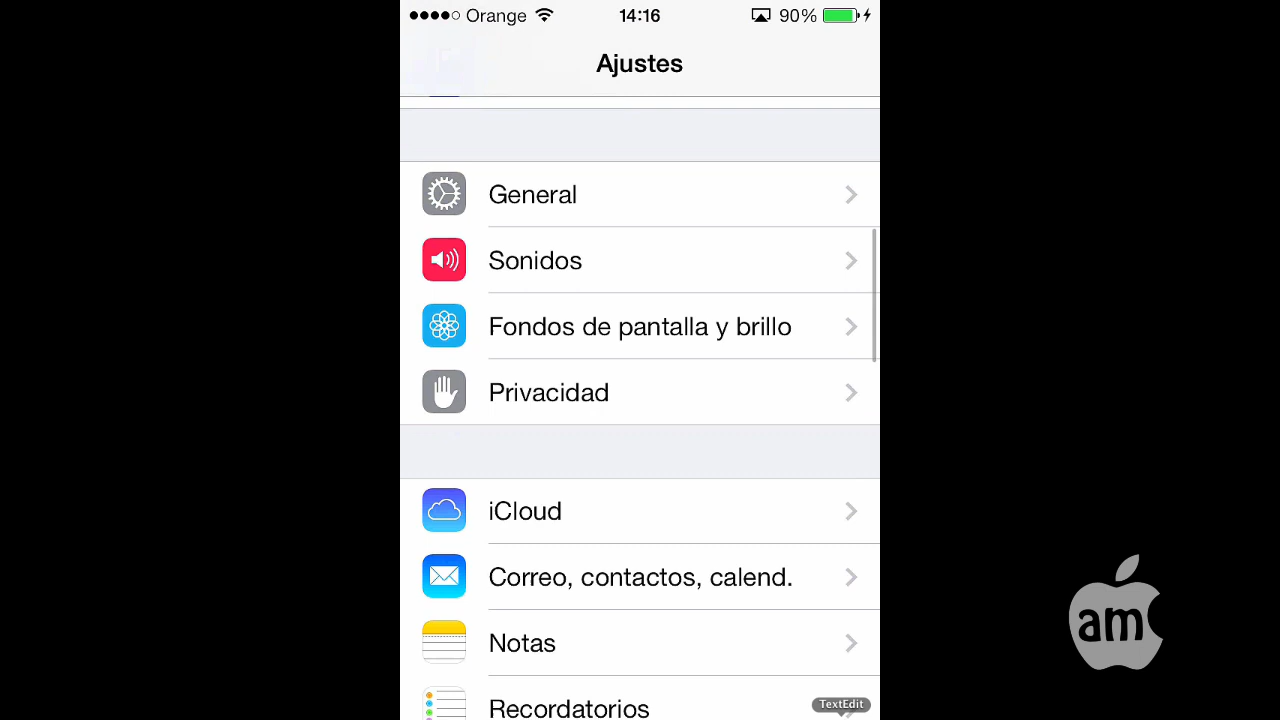 Orange 14:16 90%
Ajustes
General
Sonidos
Fondos de pantalla y brillo
Privacidad
iCloud
Correo, contactos, calend.
Notas
Recordatorios
TextEdit
am